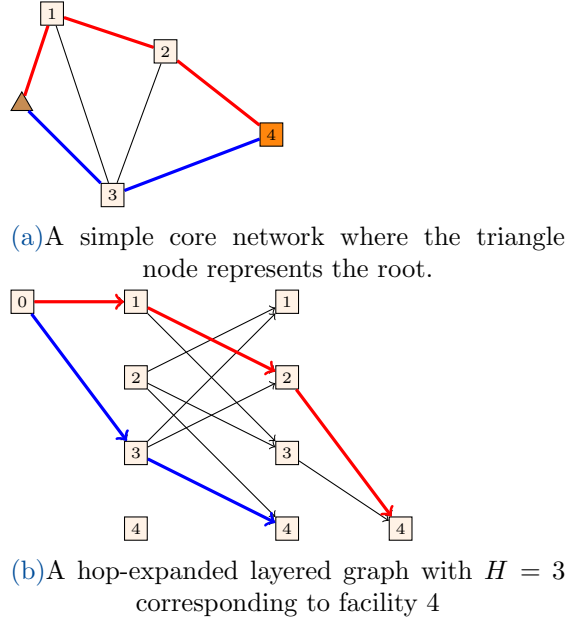 1
2
4
3
(a)A simple core network where the triangle
node represents the root.
0 1 1
2 2
3 3
4 4 4
(b)A hop-expanded layered graph with H = 3
corresponding to facility 4